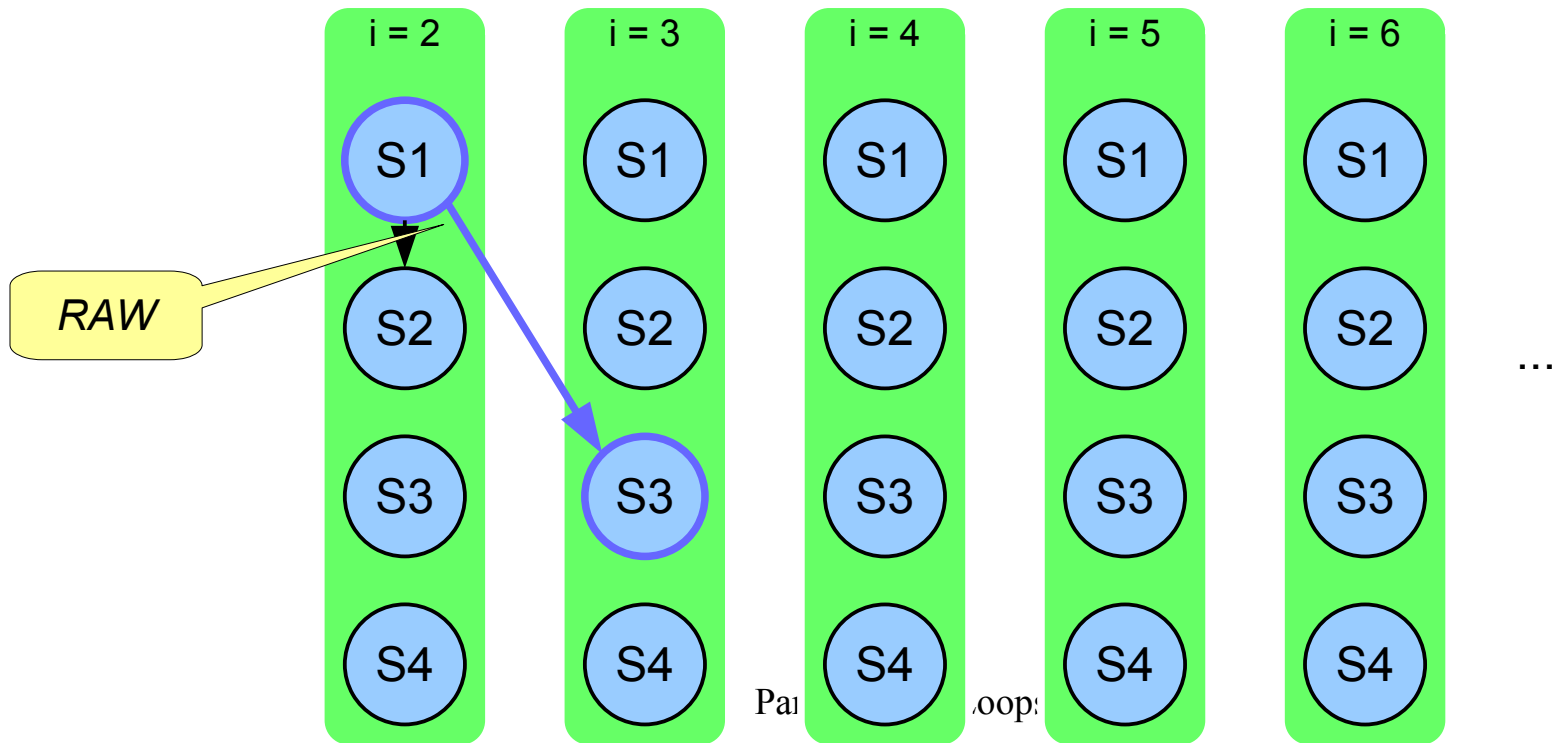 i = 2 i = 3 i = 4 i = 5 i = 6
S1 S1 S1 S1 S1
RAW
S2 S2 S2 S2 S2
...
S3 S3 S3 S3 S3
S4 S4 S4 S4 S4